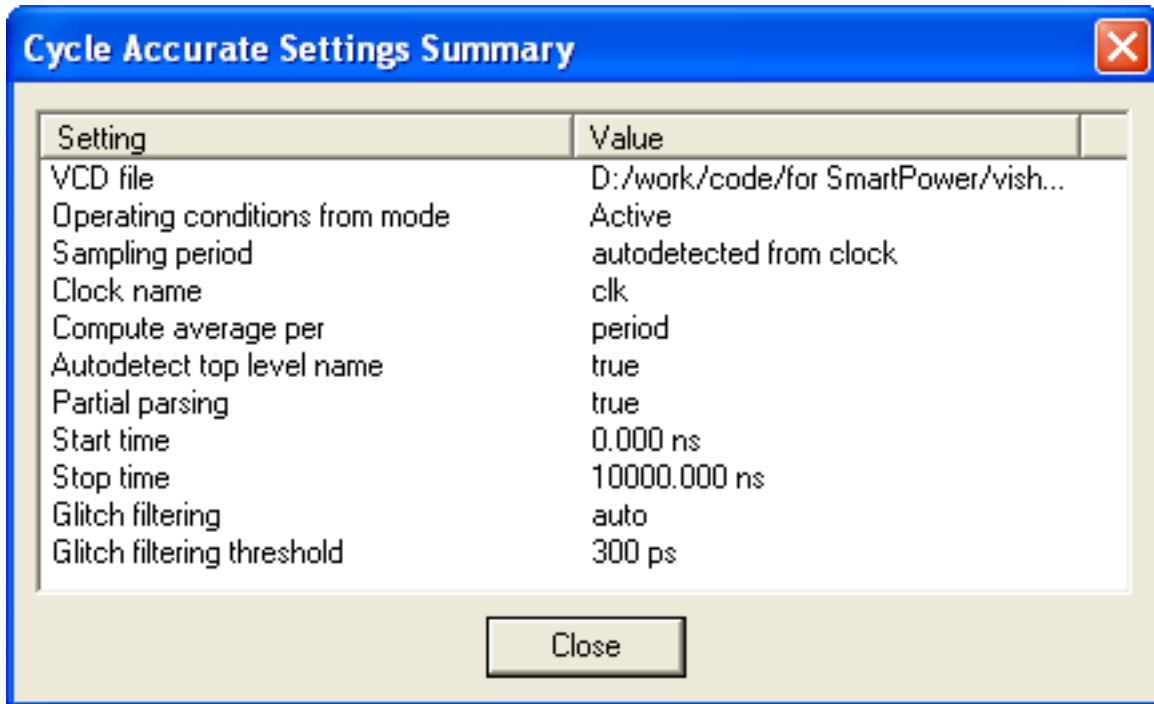 Cycle Accurate Settings Summary
Setting Value
VCD file D:/work/code/for SmartPower/vish...
Operating conditions from mode Active
Sampling period autodetected from clock
Clock name clk
Compute average per period
Autodetect top level name true
Partial parsing true
Start time 0.000 ns
Stop time 10000.000 ns
Glitch filtering auto
Glitch filtering threshold 300 ps
Close